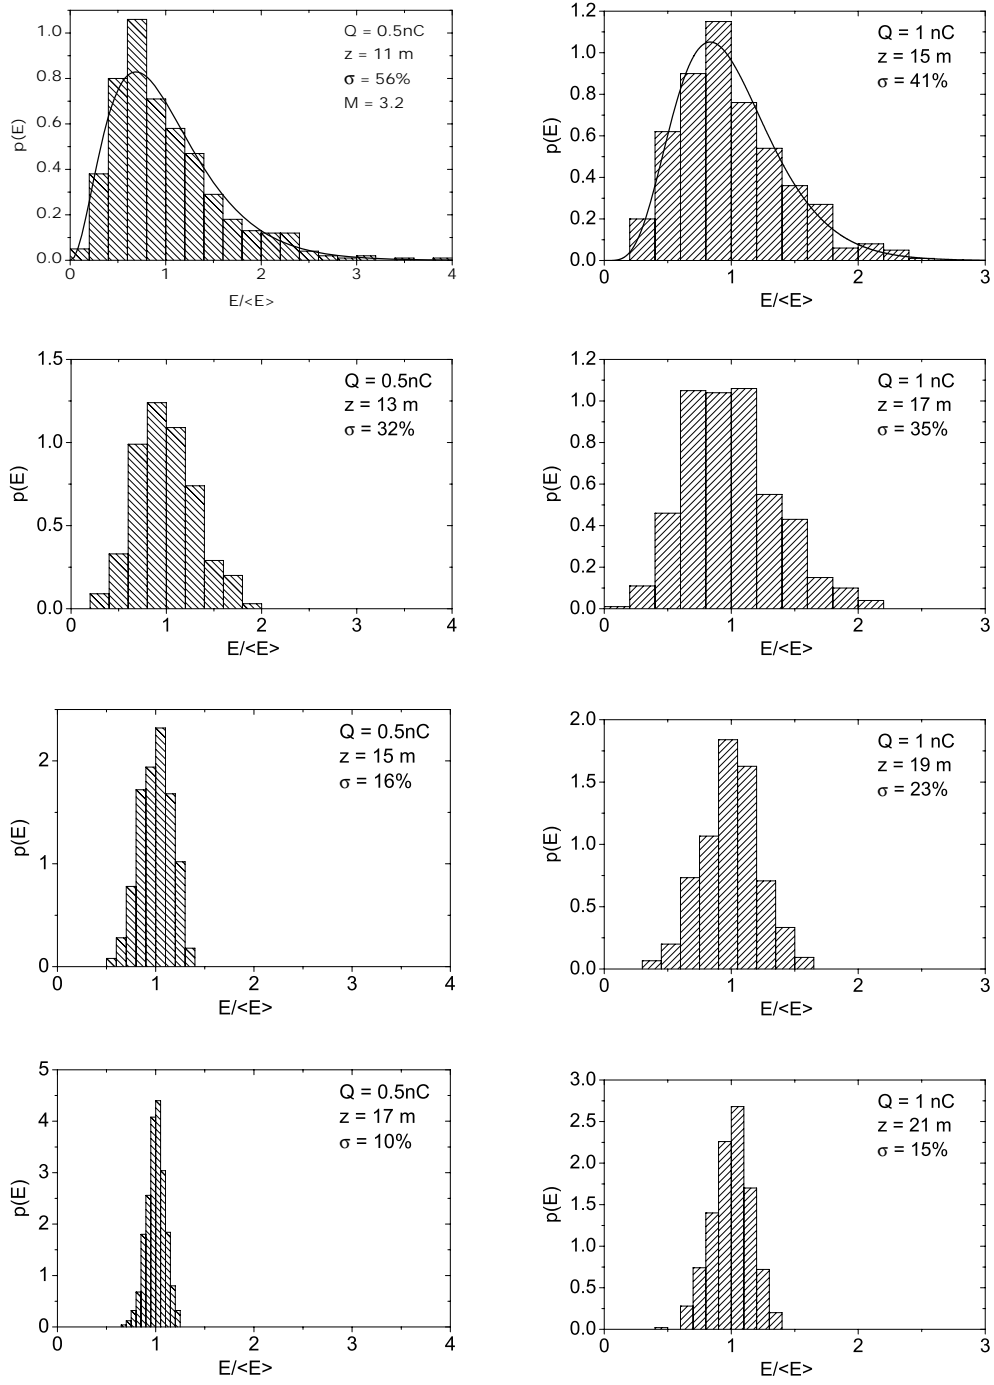 Q = 0.5nC
z = 11 m
σ = 56%
M = 3.2
p(E)
1.0
0.8
0.6
0.4
0.2
0.0
0 1 2 3 4
E/<E>
Q = 1 nC
z = 15 m
σ = 41%
p(E)
1.2
1.0
0.8
0.6
0.4
0.2
0.0
0 1 2 3
E/<E>
Q = 0.5nC
z = 13 m
σ = 32%
p(E)
1.5
1.0
0.5
0.0
0 1 2 3 4
E/<E>
Q = 1 nC
z = 17 m
σ = 35%
p(E)
1.2
1.0
0.8
0.6
0.4
0.2
0.0
0 1 2 3
E/<E>
Q = 0.5nC
z = 15 m
σ = 16%
p(E)
2
1
0
0 1 2 3 4
E/<E>
Q = 1 nC
z = 19 m
σ = 23%
p(E)
2.0
1.5
1.0
0.5
0.0
0 1 2 3
E/<E>
Q = 0.5nC
z = 17 m
σ = 10%
p(E)
5
4
3
2
1
0
0 1 2 3 4
E/<E>
Q = 1 nC
z = 21 m
σ = 15%
p(E)
3.0
2.5
2.0
1.5
1.0
0.5
0.0
0 1 2 3
E/<E>